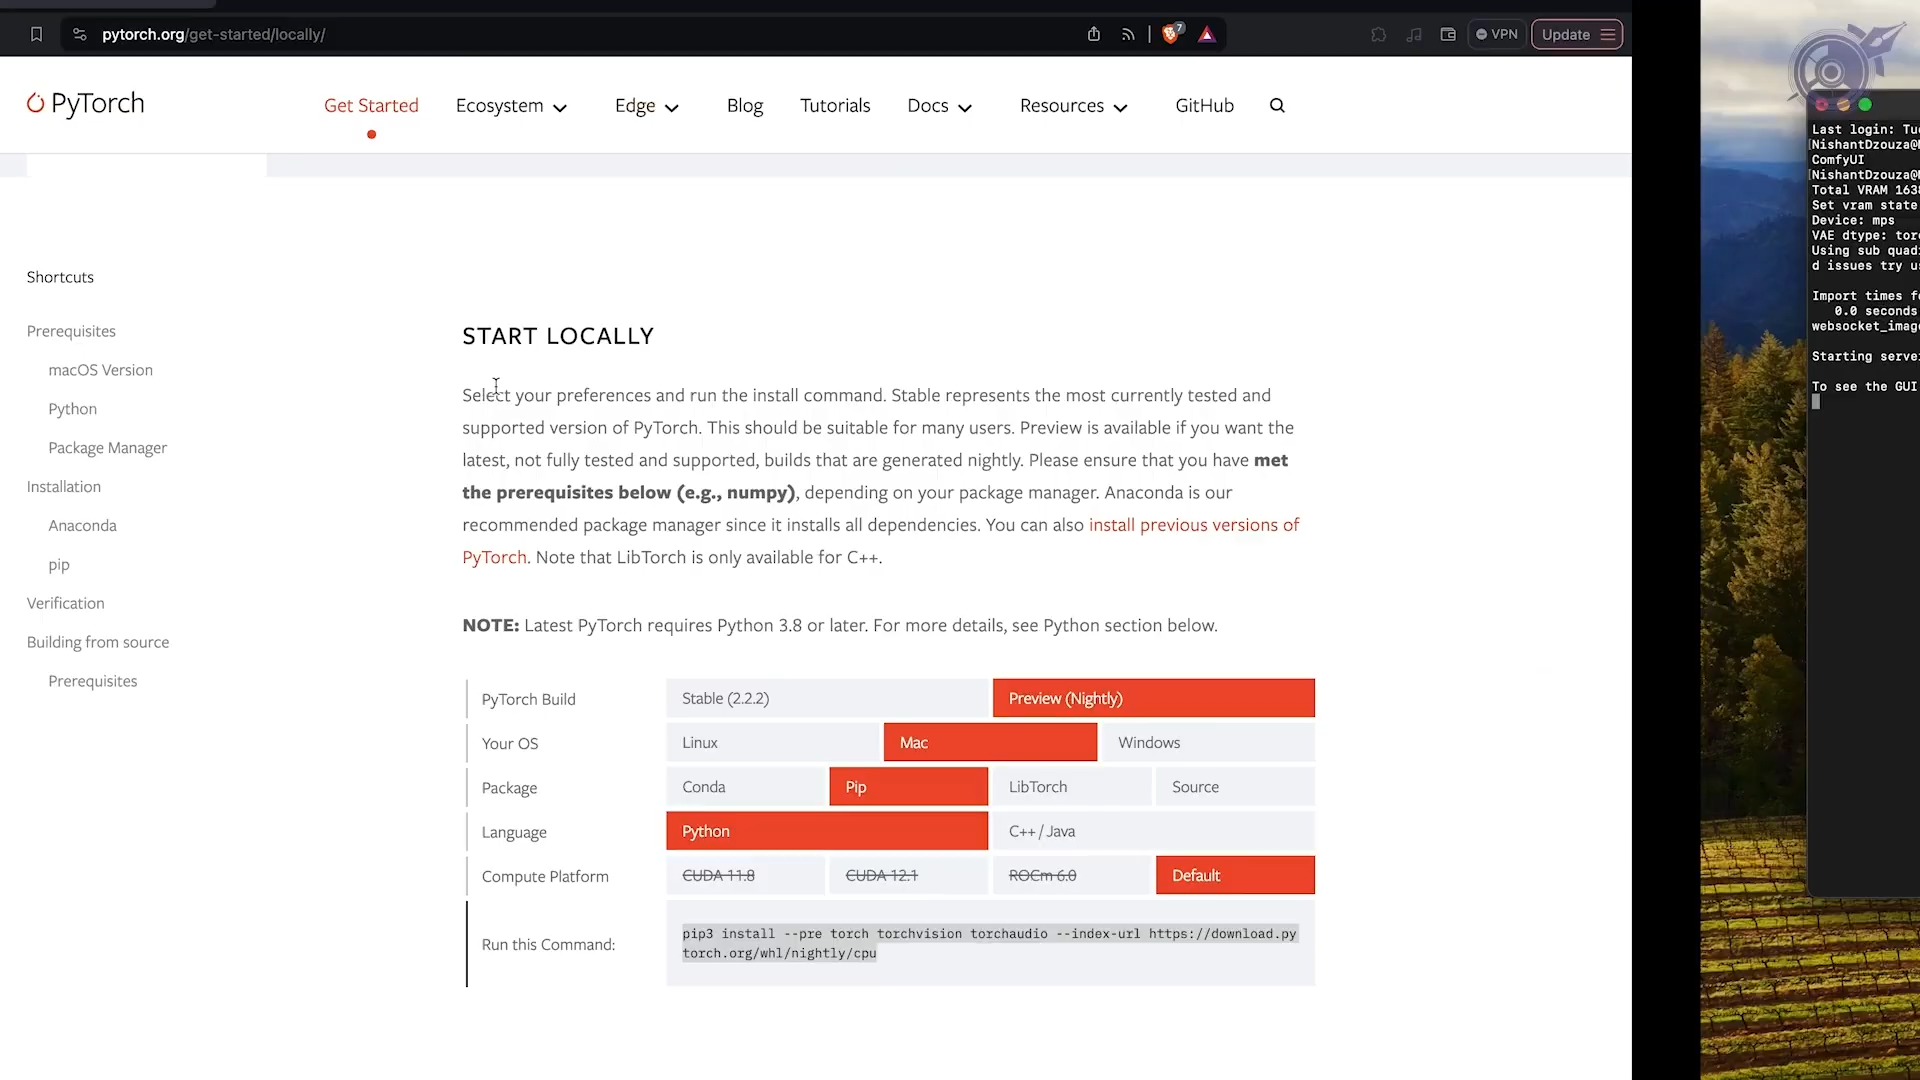 pytorch.org/get-started/locally/
7
VPN
Update
PyTorch
Get Started
Ecosystem
Edge
Blog
Tutorials
Docs
Resources
GitHub
Shortcuts
Prerequisites
macOS Version
Python
Package Manager
Installation
Anaconda
pip
Verification
Building from source
Prerequisites
START LOCALLY
Select your preferences and run the install command. Stable represents the most currently tested and
supported version of PyTorch. This should be suitable for many users. Preview is available if you want the
latest, not fully tested and supported, builds that are generated nightly. Please ensure that you have met
the prerequisites below (e.g., numpy), depending on your package manager. Anaconda is our
recommended package manager since it installs all dependencies. You can also install previous versions of
PyTorch. Note that LibTorch is only available for C++.
NOTE: Latest PyTorch requires Python 3.8 or later. For more details, see Python section below.
PyTorch Build Stable (2.2.2) Preview (Nightly)
Your OS Linux Mac Windows
Package Conda Pip LibTorch Source
Language Python C++ / Java
Compute Platform CUDA 11.8 CUDA 12.1 ROCm 6.0 Default
Run this Command:
pip3 install --pre torch torchvision torchaudio --index-url https://download.py
torch.org/whl/nightly/cpu
Last login: Tu
[NishantDzouza@
ComfyUI
[NishantDzouza@
Total VRAM 163
Set vram state
Device: mps
VAE dtype: tor
Using sub quad
d issues try u
Import times f
0.0 seconds
websocket_imag
Starting serve
To see the GUI